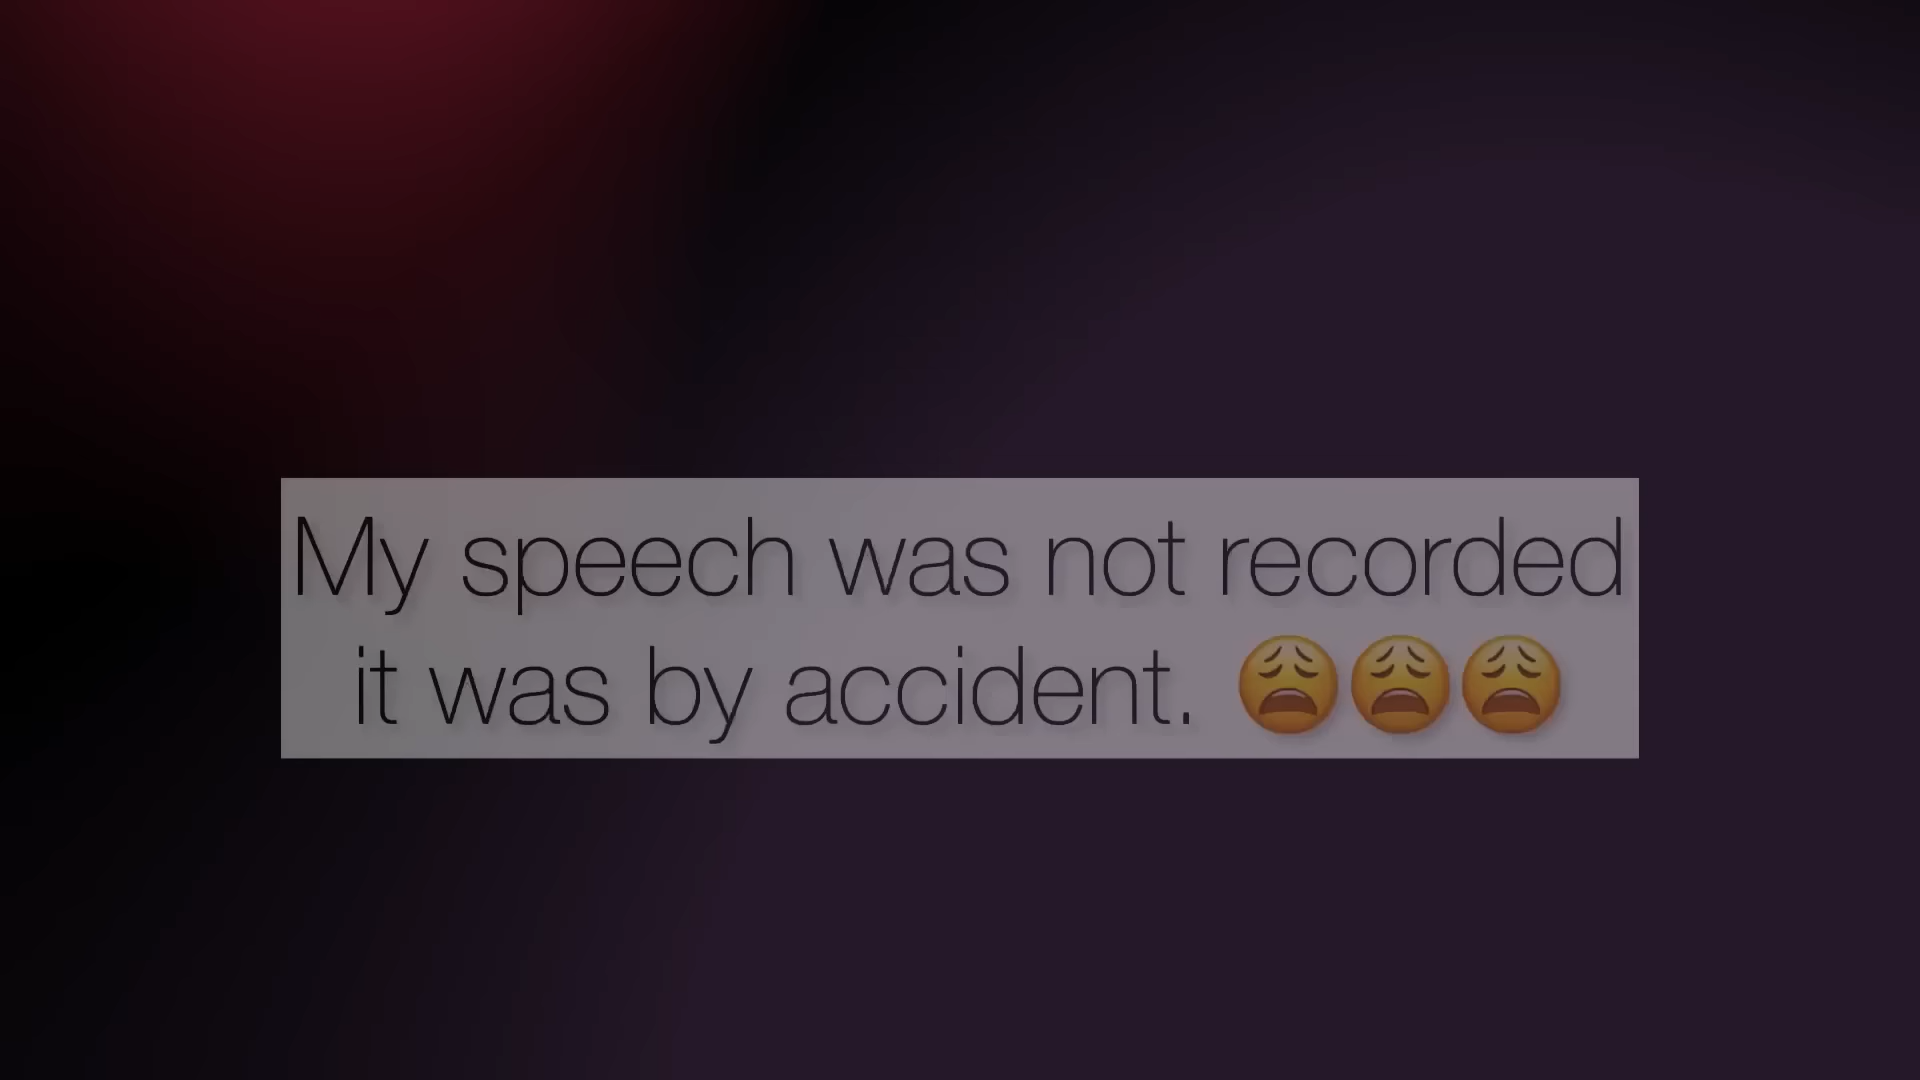 My speech was not recorded
it was by accident. 😩😩😩